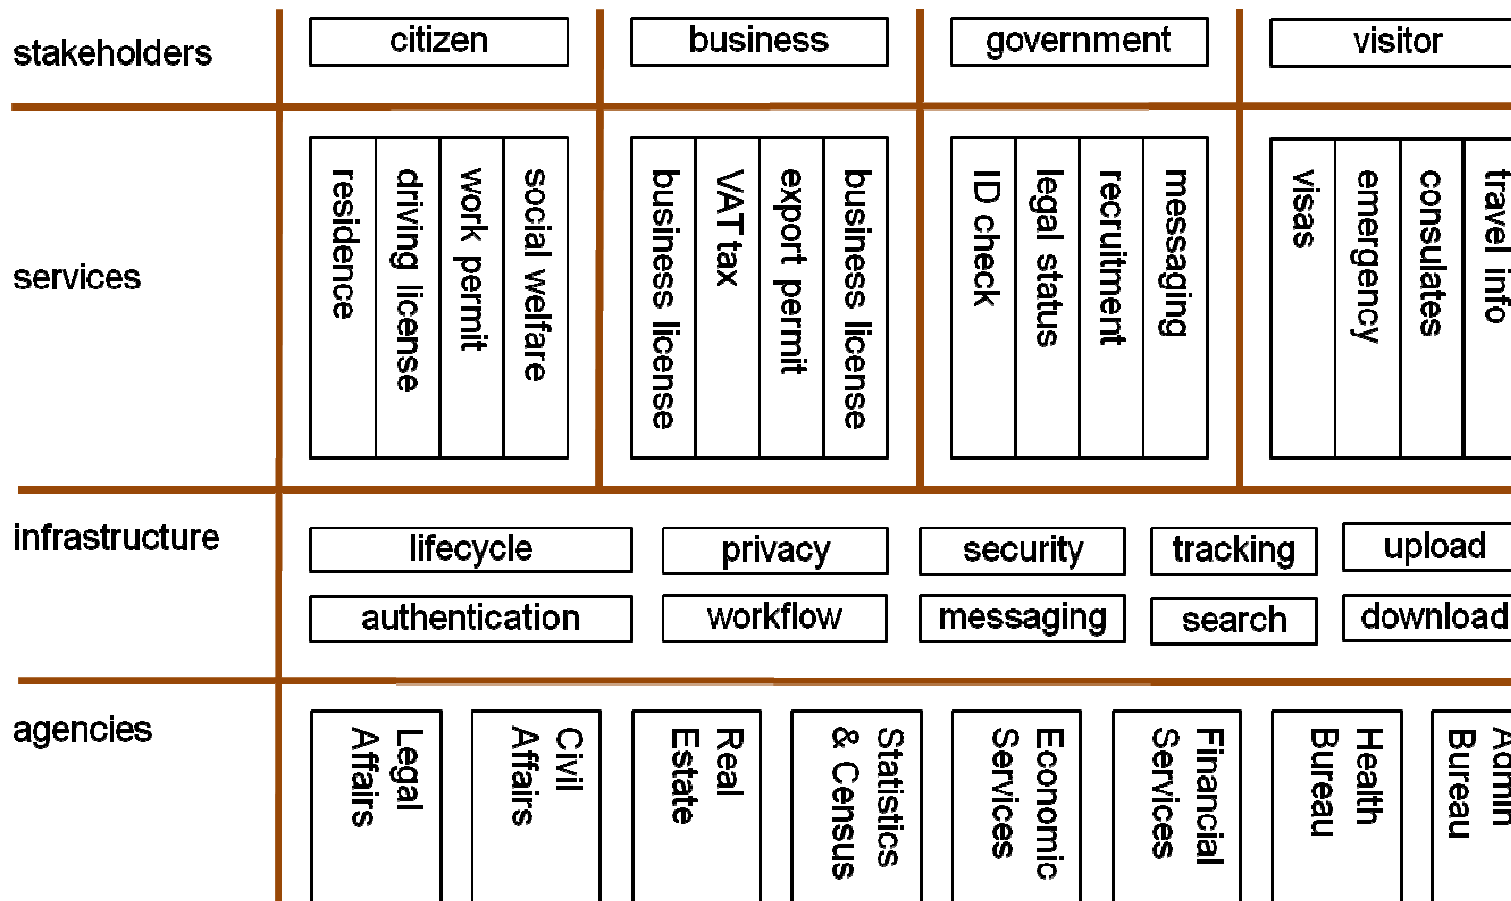 stakeholders
citizen
business
government
visitor
services
residence
driving license
work permit
social welfare
business license
VAT tax
export permit
business license
ID check
legal status
recruitment
messaging
visas
emergency
consulates
travel info
infrastructure
lifecycle
privacy
security
tracking
upload
authentication
workflow
messaging
search
download
agencies
Legal
Affairs
Civil
Affairs
Real
Estate
Statistics
& Census
Economic
Services
Financial
Services
Health
Bureau
Admin
Bureau